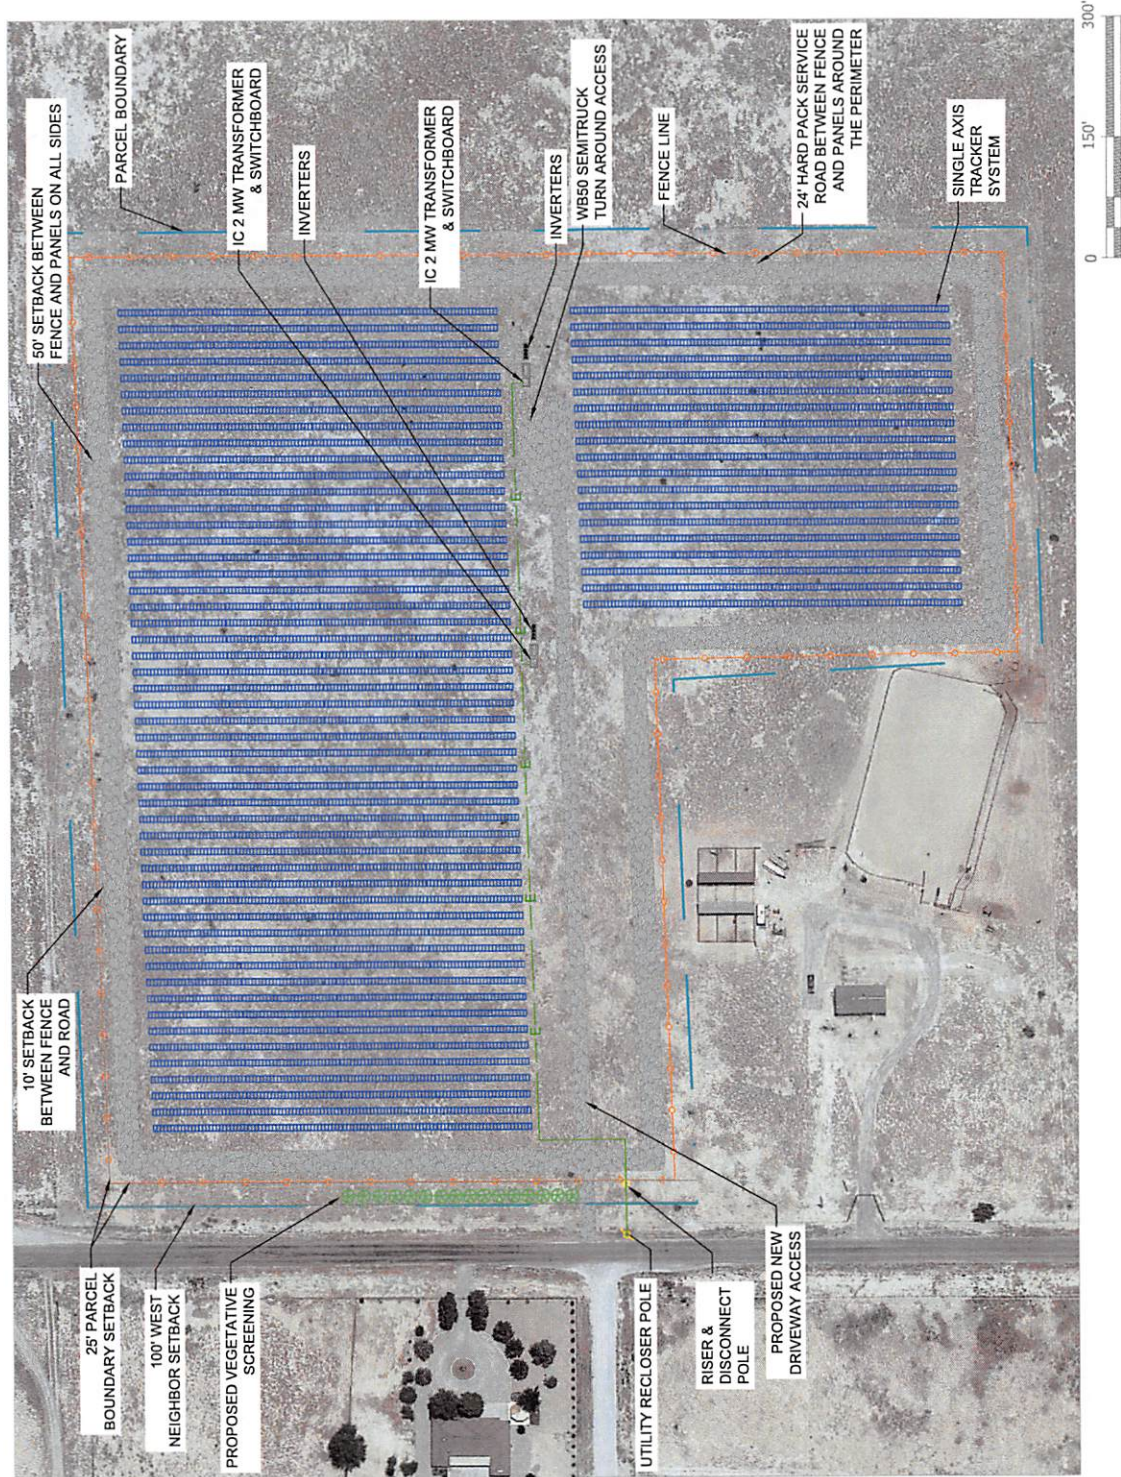 25' PARCEL
BOUNDARY SETBACK
100' WEST
NEIGHBOR SETBACK
PROPOSED VEGETATIVE
SCREENING
UTILITY RECLOSER POLE
RISER &
DISCONNECT
POLE
PROPOSED NEW
DRIVEWAY ACCESS
10' SETBACK
BETWEEN FENCE
AND ROAD
50' SETBACK BETWEEN
FENCE AND PANELS ON ALL SIDES
PARCEL BOUNDARY
IC 2 MW TRANSFORMER
& SWITCHBOARD
INVERTERS
IC 2 MW TRANSFORMER
& SWITCHBOARD
INVERTERS
WB50 SEMITRUCK
TURN AROUND ACCESS
FENCE LINE
24' HARD PACK SERVICE
ROAD BETWEEN FENCE
AND PANELS AROUND
THE PERIMETER
SINGLE AXIS
TRACKER
SYSTEM
E
E
E
E
E
0
150'
300'